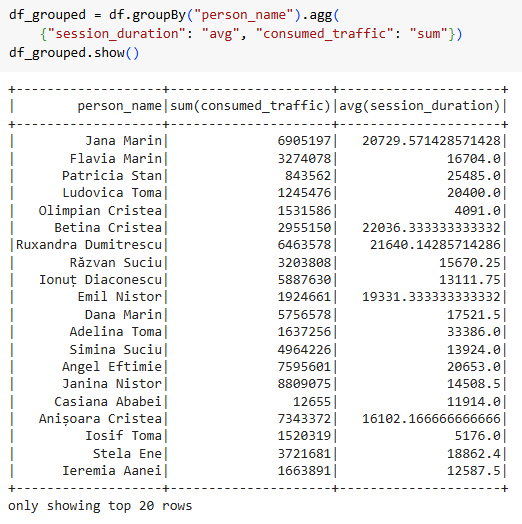 df_grouped = df.groupBy("person_name").agg(
    {"session_duration": "avg", "consumed_traffic": "sum"})
df_grouped.show()
+------------------+---------------------+---------------------+
|       person_name|sum(consumed_traffic)|avg(session_duration)|
+------------------+---------------------+---------------------+
|        Jana Marin|              6905197|   20729.571428571428|
|      Flavia Marin|              3274078|              16704.0|
|     Patricia Stan|               843562|              25485.0|
|     Ludovica Toma|              1245476|              20400.0|
|  Olimpian Cristea|              1531586|               4091.0|
|    Betina Cristea|              2955150|   22036.333333333332|
|Ruxandra Dumitrescu|              6463578|    21640.14285714286|
|      Răzvan Suciu|              3203808|             15670.25|
|  Ionuț Diaconescu|              5887630|             13111.75|
|       Emil Nistor|              1924661|   19331.333333333332|
|        Dana Marin|              5756578|              17521.5|
|      Adelina Toma|              1637256|              33386.0|
|      Simina Suciu|              4964226|              13924.0|
|    Angel Eftimie|              7595601|              20653.0|
|     Janina Nistor|              8809075|              14508.5|
|    Casiana Ababei|                12655|              11914.0|
|  Anișoara Cristea|              7343372|   16102.166666666666|
|        Iosif Toma|              1520319|               5176.0|
|         Stela Ene|              3721681|              18862.4|
|     Ieremia Aanei|              1663891|              12587.5|
+------------------+---------------------+---------------------+
only showing top 20 rows